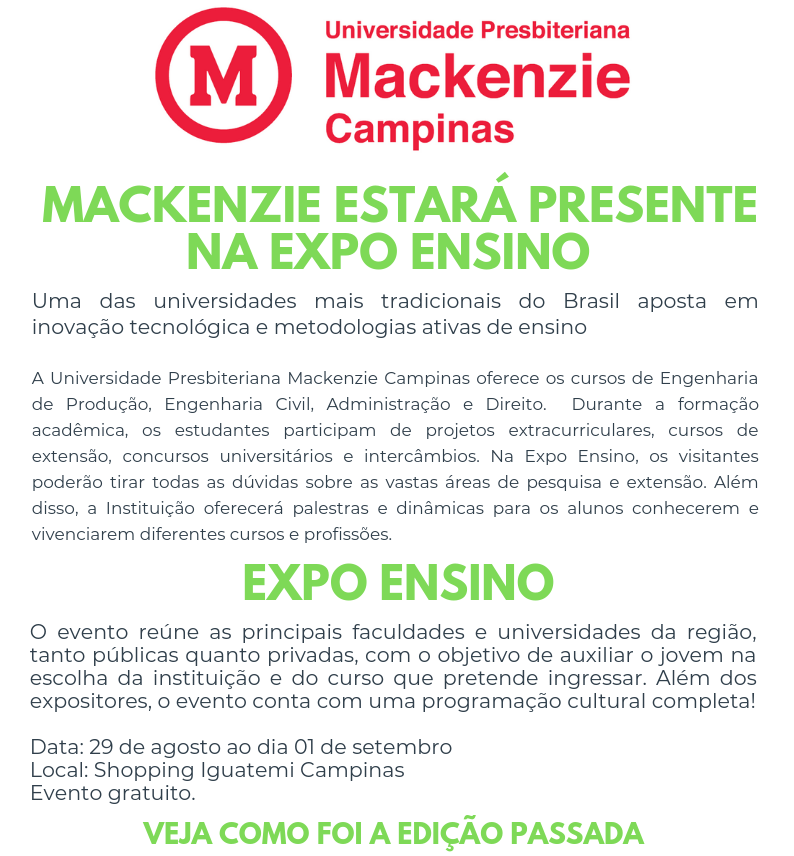 M
Universidade Presbiteriana
Mackenzie
Campinas
MACKENZIE ESTARÁ PRESENTE
NA EXPO ENSINO
Uma das universidades mais tradicionais do Brasil aposta em
inovação tecnológica e metodologias ativas de ensino
A Universidade Presbiteriana Mackenzie Campinas oferece os cursos de Engenharia
de Produção, Engenharia Civil, Administração e Direito. Durante a formação
acadêmica, os estudantes participam de projetos extracurriculares, cursos de
extensão, concursos universitários e intercâmbios. Na Expo Ensino, os visitantes
poderão tirar todas as dúvidas sobre as vastas áreas de pesquisa e extensão. Além
disso, a Instituição oferecerá palestras e dinâmicas para os alunos conhecerem e
vivenciarem diferentes cursos e profissões.
EXPO ENSINO
O evento reúne as principais faculdades e universidades da região,
tanto públicas quanto privadas, com o objetivo de auxiliar o jovem na
escolha da instituição e do curso que pretende ingressar. Além dos
expositores, o evento conta com uma programação cultural completa!
Data: 29 de agosto ao dia 01 de setembro
Local: Shopping Iguatemi Campinas
Evento gratuito.
VEJA COMO FOI A EDIÇÃO PASSADA